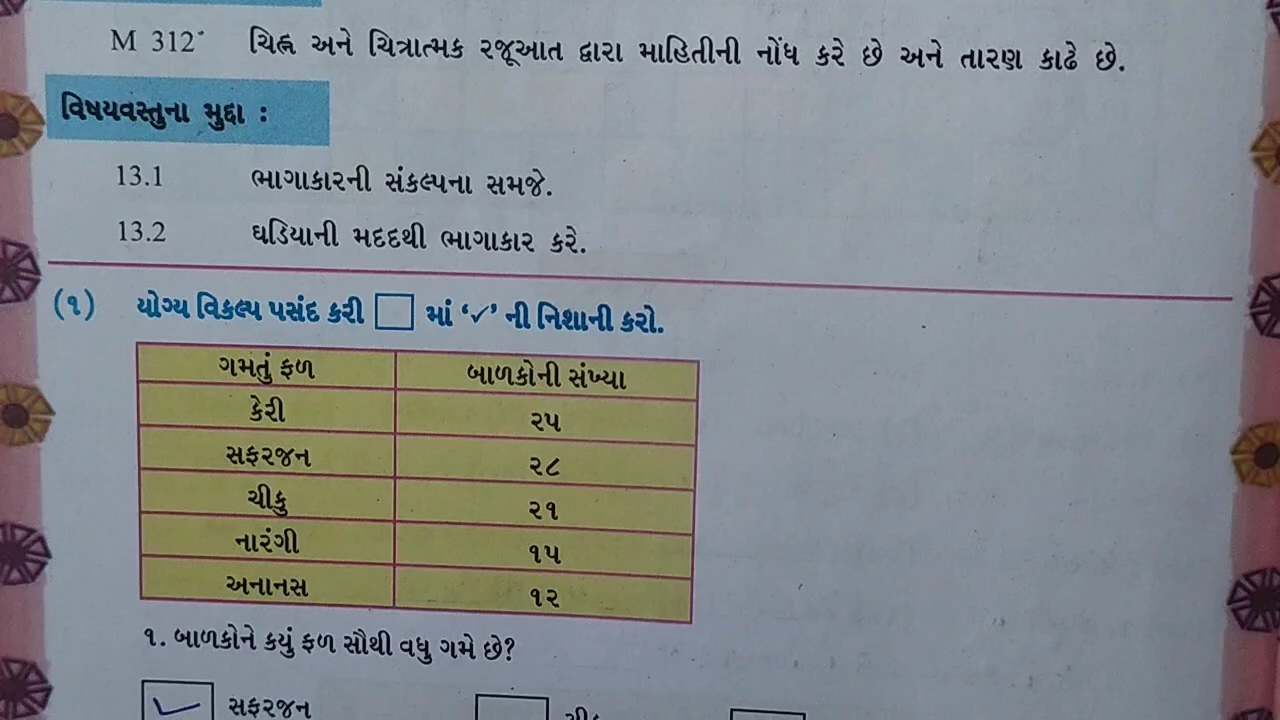 M 312 ચિહ્ન અને ચિત્રાત્મક રજૂઆત દ્વારા માહિતીની નોંધ કરે છે અને તારણ કાઢે છે.
વિષયવસ્તુના મુદ્દા :
13.1 ભાગાકારની સંકલ્પના સમજે.
13.2 ઘડિયાની મદદથી ભાગાકાર કરે.
(૧) યોગ્ય વિકલ્પ પસંદ કરી □ માં ‘✓’ ની નિશાની કરો.
ગમતું ફળ બાળકોની સંખ્યા
કેરી ૨૫
સફરજન ૨૮
ચીકુ ૨૧
નારંગી ૧૫
અનાનસ ૧૨
૧. બાળકોને કયું ફળ સૌથી વધુ ગમે છે?
✓ સફરજન